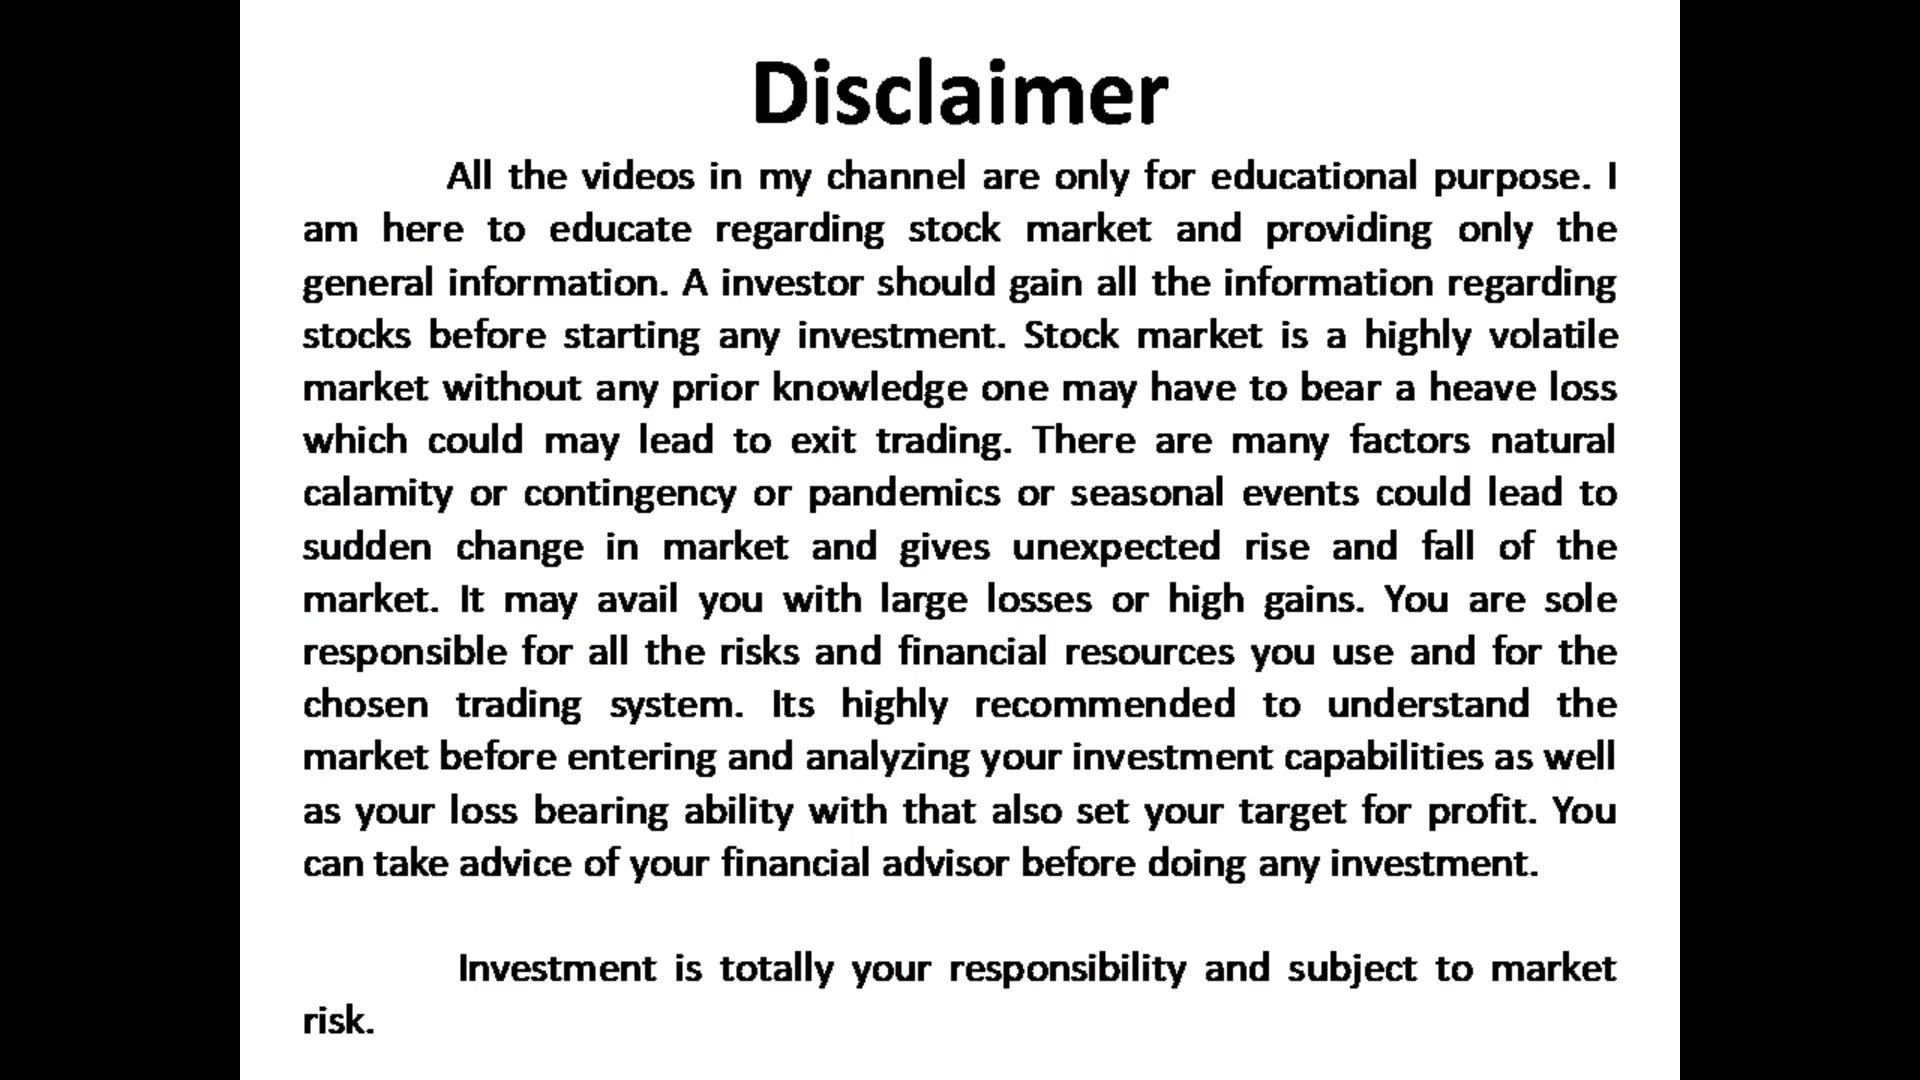 Disclaimer
All the videos in my channel are only for educational purpose. I
am here to educate regarding stock market and providing only the
general information. A investor should gain all the information regarding
stocks before starting any investment. Stock market is a highly volatile
market without any prior knowledge one may have to bear a heave loss
which could may lead to exit trading. There are many factors natural
calamity or contingency or pandemics or seasonal events could lead to
sudden change in market and gives unexpected rise and fall of the
market. It may avail you with large losses or high gains. You are sole
responsible for all the risks and financial resources you use and for the
chosen trading system. Its highly recommended to understand the
market before entering and analyzing your investment capabilities as well
as your loss bearing ability with that also set your target for profit. You
can take advice of your financial advisor before doing any investment.
Investment is totally your responsibility and subject to market
risk.